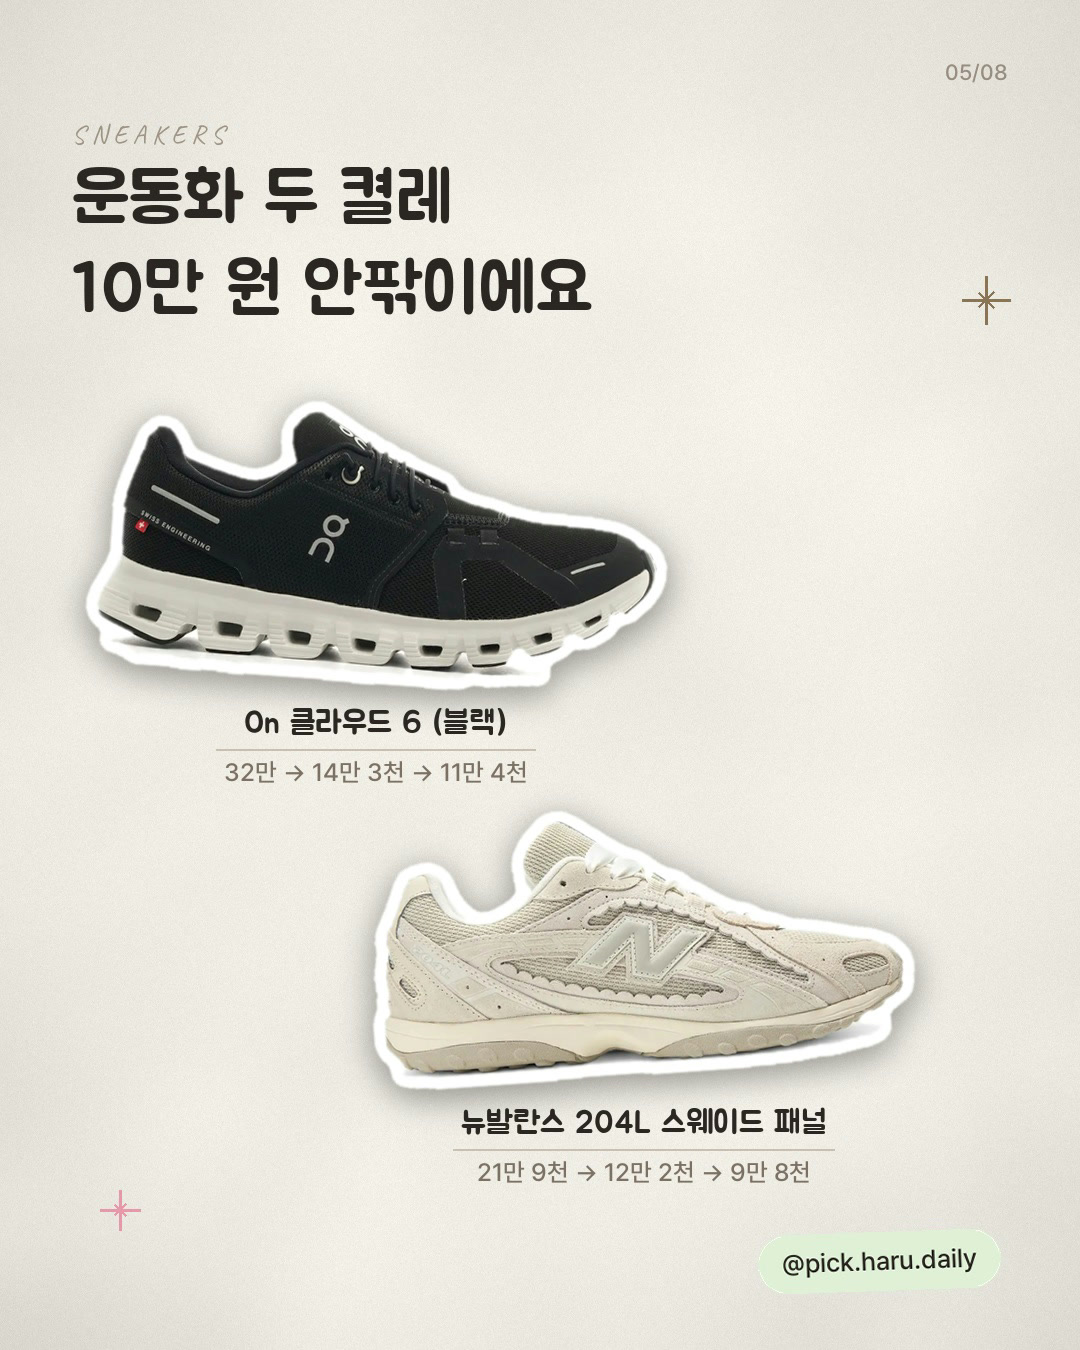 05/08
SNEAKERS
운동화 두 켤레
10만 원 안팎이에요
SWISS ENGINEERING
On 클라우드 6 (블랙)
32만 → 14만 3천 → 11만 4천
N
뉴발란스 204L 스웨이드 패널
21만 9천 → 12만 2천 → 9만 8천
@pick.haru.daily